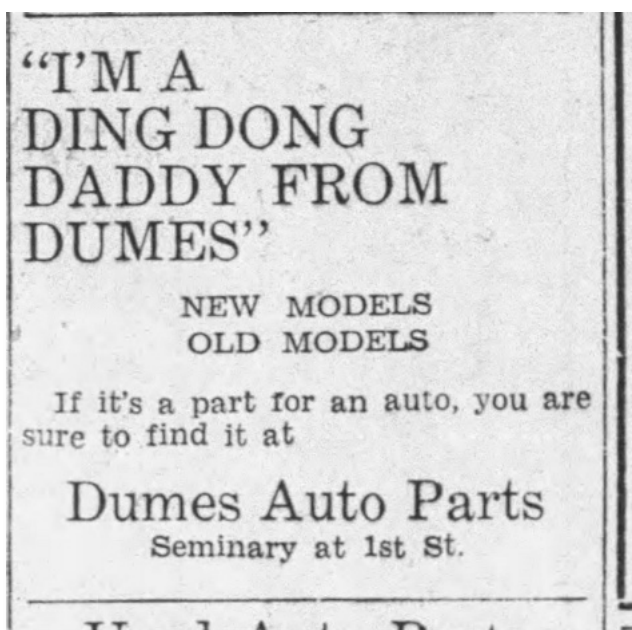 “I’M A
DING DONG
DADDY FROM
DUMES”
NEW MODELS
OLD MODELS
If it's a part for an auto, you are
sure to find it at
Dumes Auto Parts
Seminary at 1st St.